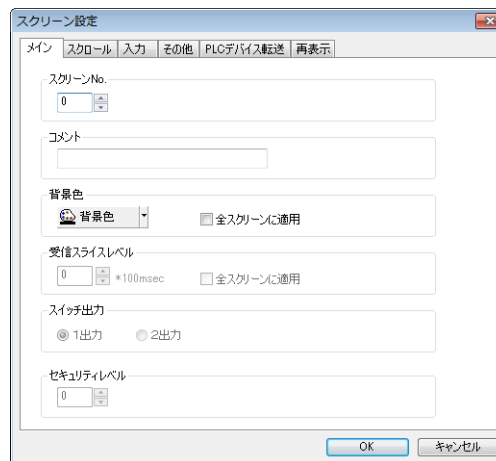 スクリーン設定
メイン スクロール 入力 その他 PLCデバイス転送 再表示
スクリーンNo.
0
コメント
背景色
背景色 全スクリーンに適用
受信スライスレベル
0 *100msec 全スクリーンに適用
スイッチ出力
1出力 2出力
セキュリティレベル
0
OK キャンセル